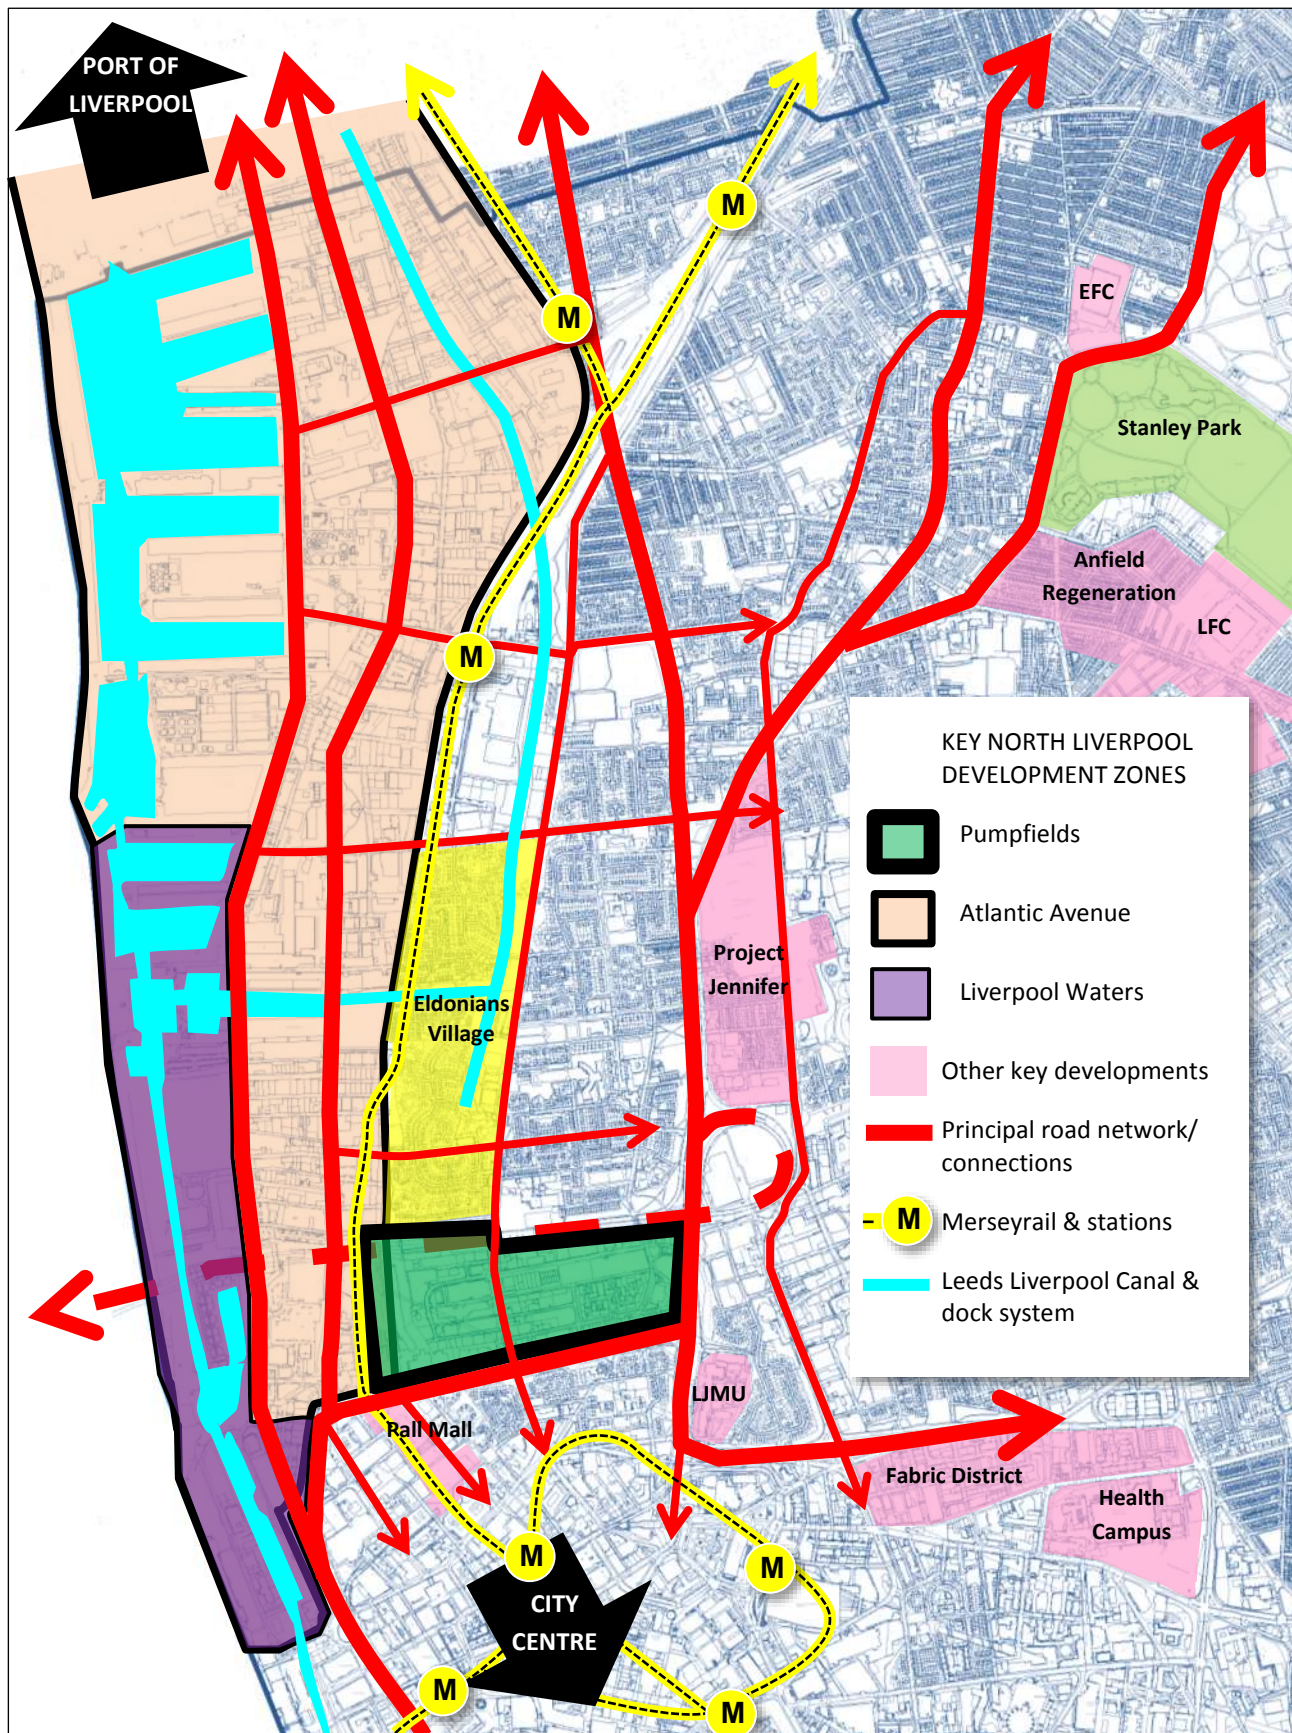 PORT OF
LIVERPOOL
M
M
EFC
Stanley Park
Anfield
Regeneration
LFC
M
KEY NORTH LIVERPOOL
DEVELOPMENT ZONES
Pumpfields
Atlantic Avenue
Liverpool Waters
Other key developments
Principal road network/
connections
M
Merseyrail & stations
Leeds Liverpool Canal &
dock system
Project
Jennifer
Eldonians
Village
LJMU
Pall Mall
Fabric District
Health
Campus
M
M
CITY
CENTRE
M
M